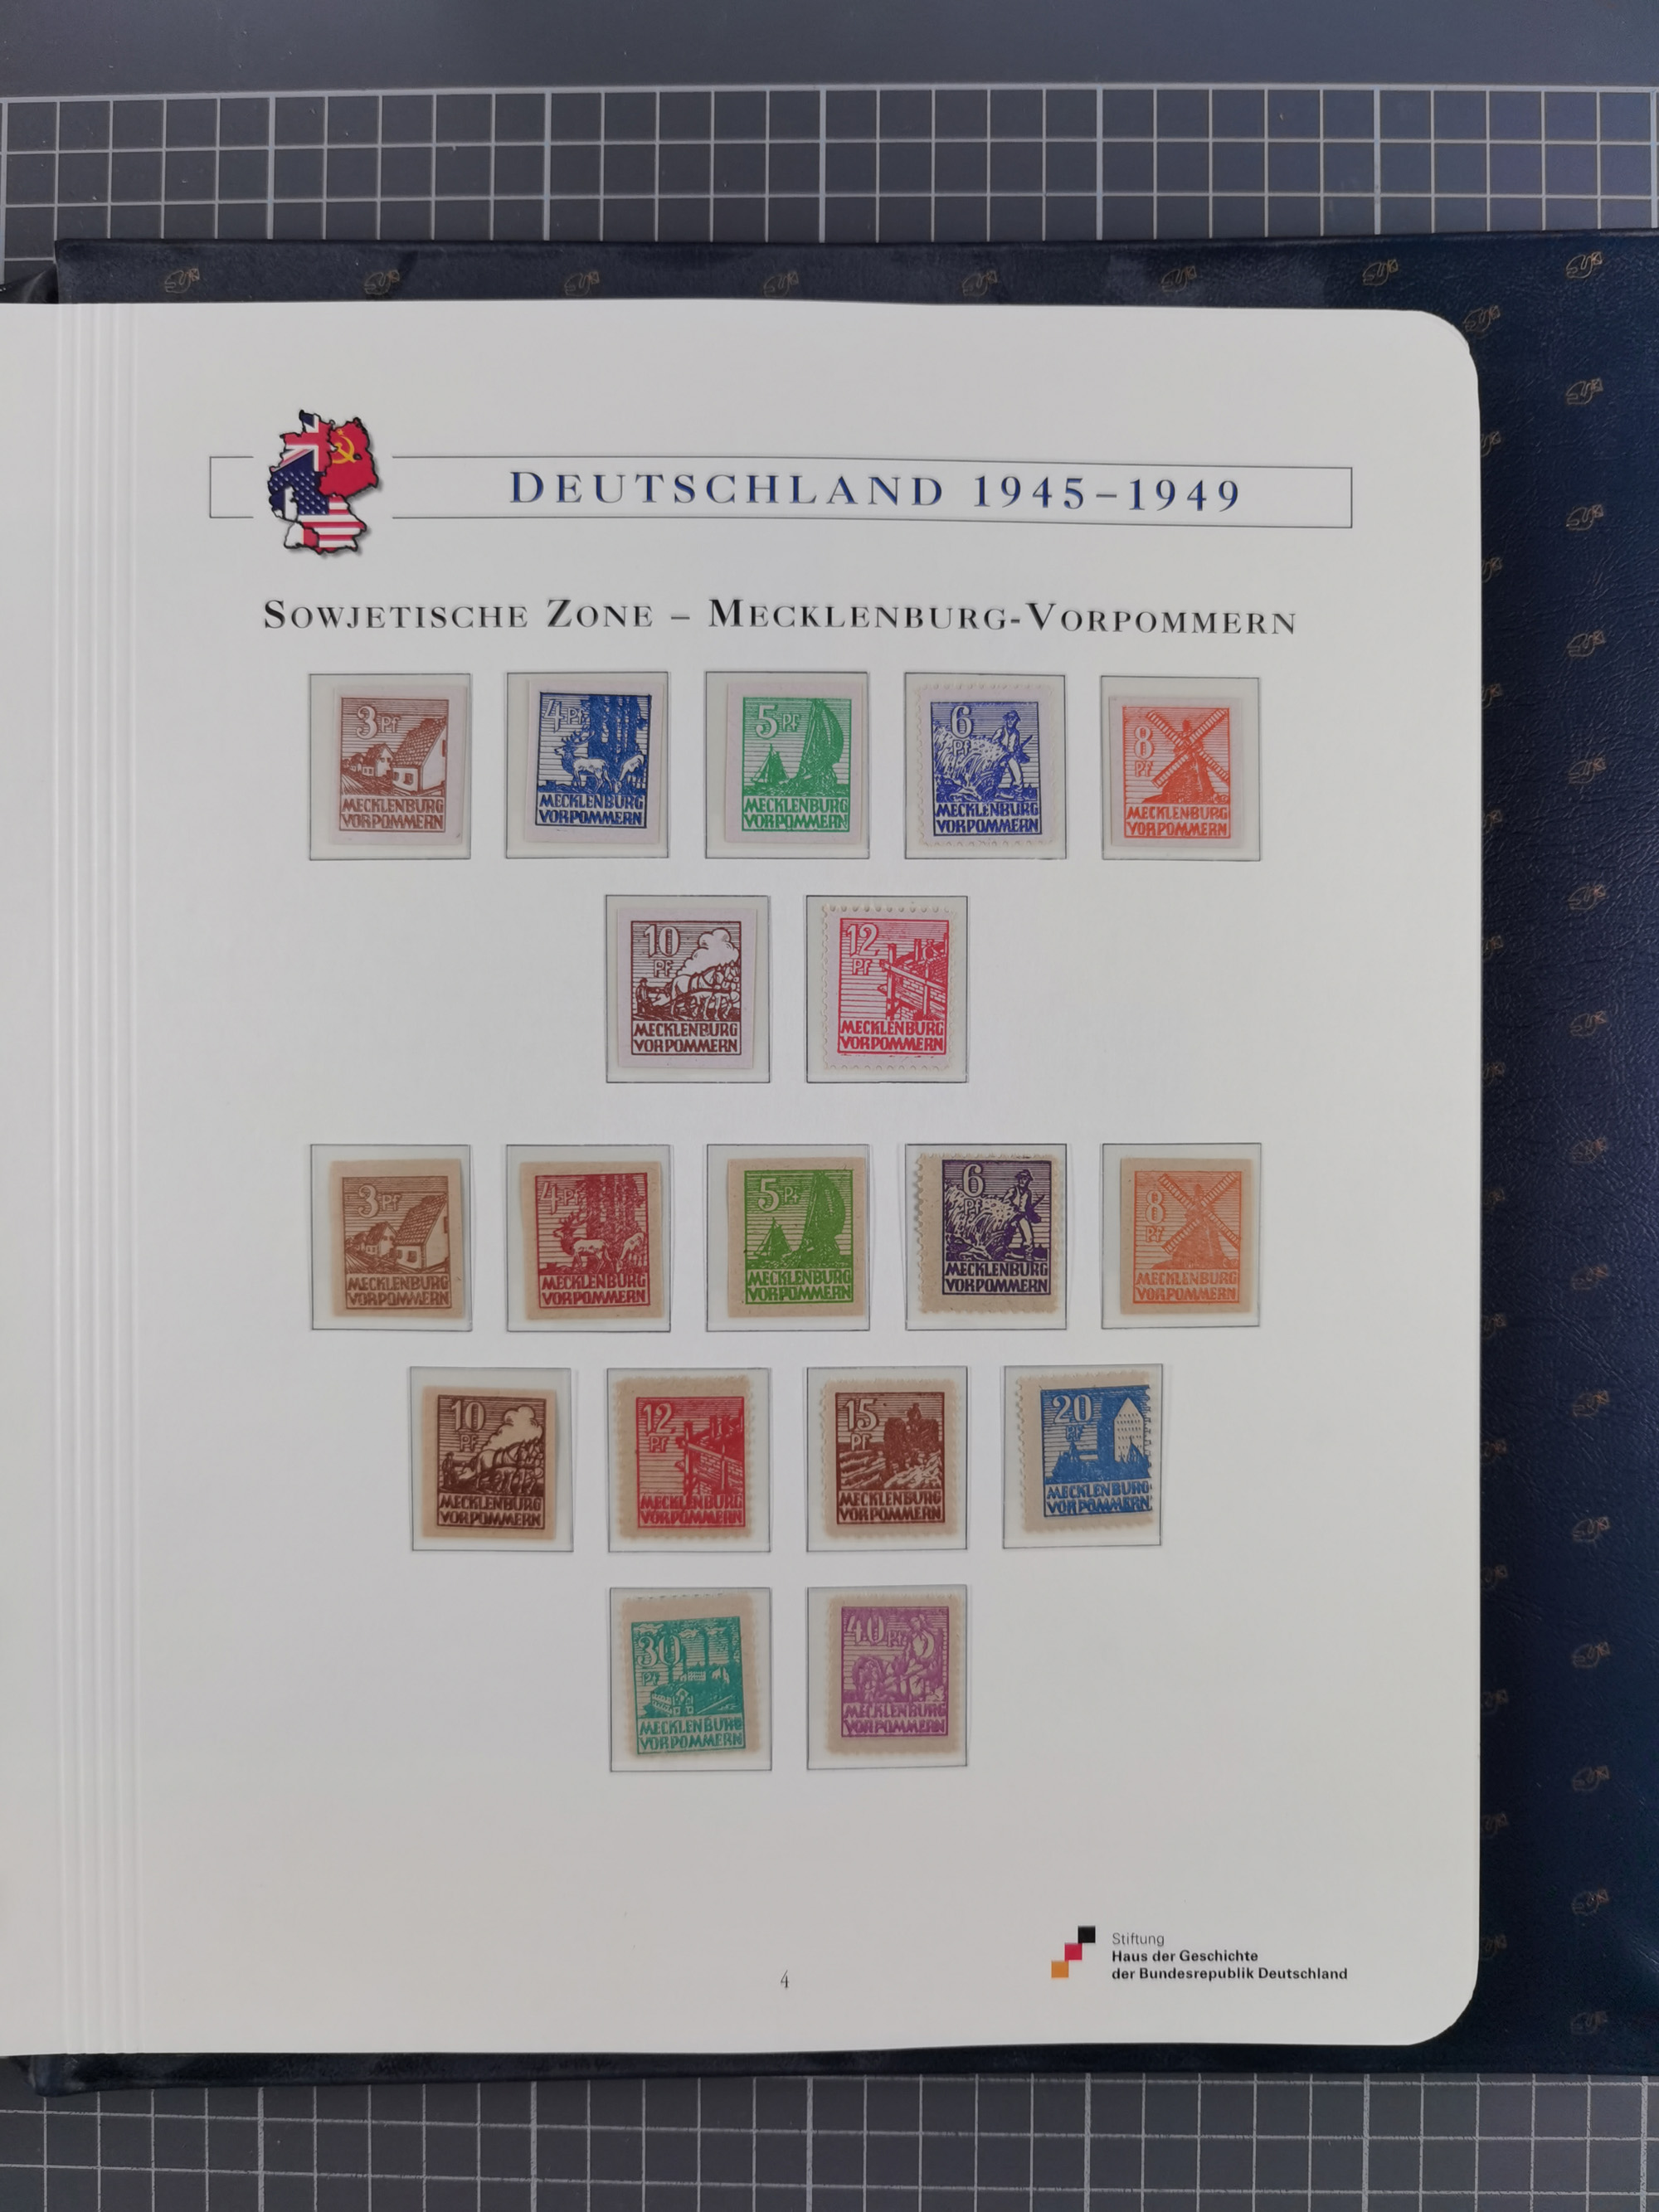 DEUTSCHLAND 1945–1949
SOWJETISCHE ZONE – MECKLENBURG-VORPOMMERN
3 Pf
MECKLENBURG
VORPOMMERN
4 Pf
MECKLENBURG
VORPOMMERN
5 Pf
MECKLENBURG
VORPOMMERN
6
Pf
MECKLENBURG
VORPOMMERN
8
Pf
MECKLENBURG
VORPOMMERN
10
Pf
MECKLENBURG
VORPOMMERN
12
Pf
MECKLENBURG
VORPOMMERN
3 Pf
MECKLENBURG
VORPOMMERN
4 Pf
MECKLENBURG
VORPOMMERN
5 Pf
MECKLENBURG
VORPOMMERN
6
Pf
MECKLENBURG
VORPOMMERN
8
Pf
MECKLENBURG
VORPOMMERN
10
Pf
MECKLENBURG
VORPOMMERN
12
Pf
MECKLENBURG
VORPOMMERN
15
Pf
MECKLENBURG
VORPOMMERN
20
Pf
MECKLENBURG
VORPOMMERN
30
Pf
MECKLENBURG
VORPOMMERN
40 Pf
MECKLENBURG
VORPOMMERN
Stiftung
Haus der Geschichte
der Bundesrepublik Deutschland
4